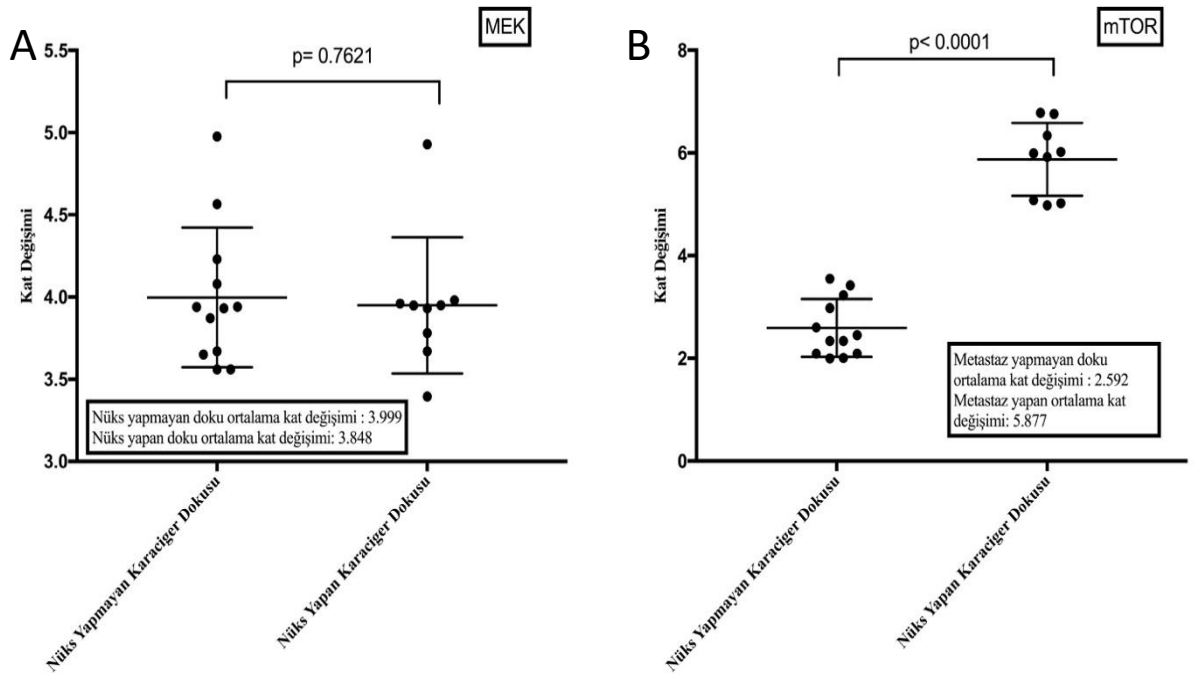 A
MEK
5.5
5.0
4.5
4.0
3.5
3.0
Kat Değişimi
p= 0.7621
Nüks yapmayan doku ortalama kat değişimi : 3.999
Nüks yapan doku ortalama kat değişimi: 3.848
Nüks Yapmayan Karaciger Dokusu
Nüks Yapan Karaciger Dokusu
B
mTOR
8
6
4
2
0
Kat Değişimi
p< 0.0001
Metastaz yapmayan doku
ortalama kat değişimi : 2.592
Metastaz yapan ortalama kat
değişimi: 5.877
Nüks Yapmayan Karaciger Dokusu
Nüks Yapan Karaciger Dokusu